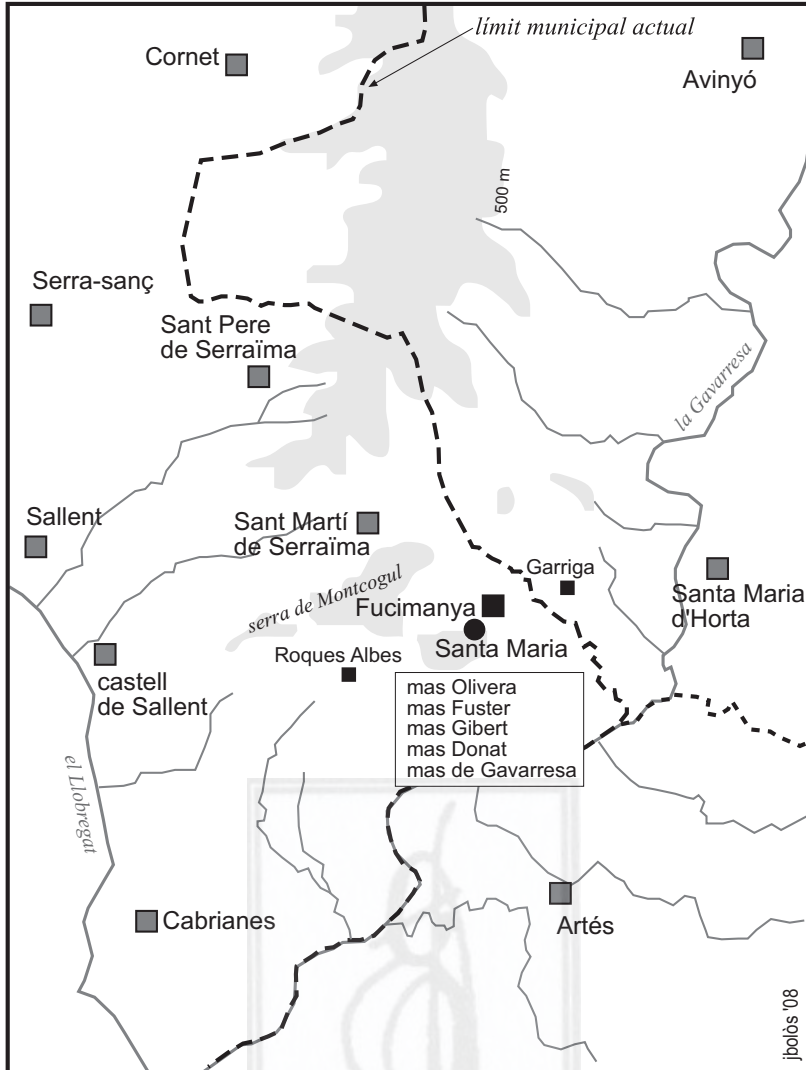 límit municipal actual
Cornet
Avinyó
500 m
Serra-sanç
Sant Pere
de Serraïma
la Gavarresa
Sallent
Sant Martí
de Serraïma
Garriga
Santa Maria
d'Horta
serra de Montcogul
Fucimanya
Santa Maria
Roques Albes
castell
de Sallent
mas Olivera
mas Fuster
mas Gibert
mas Donat
mas de Gavarresa
el Llobregat
Cabrianes
Artés
jbolòs '08